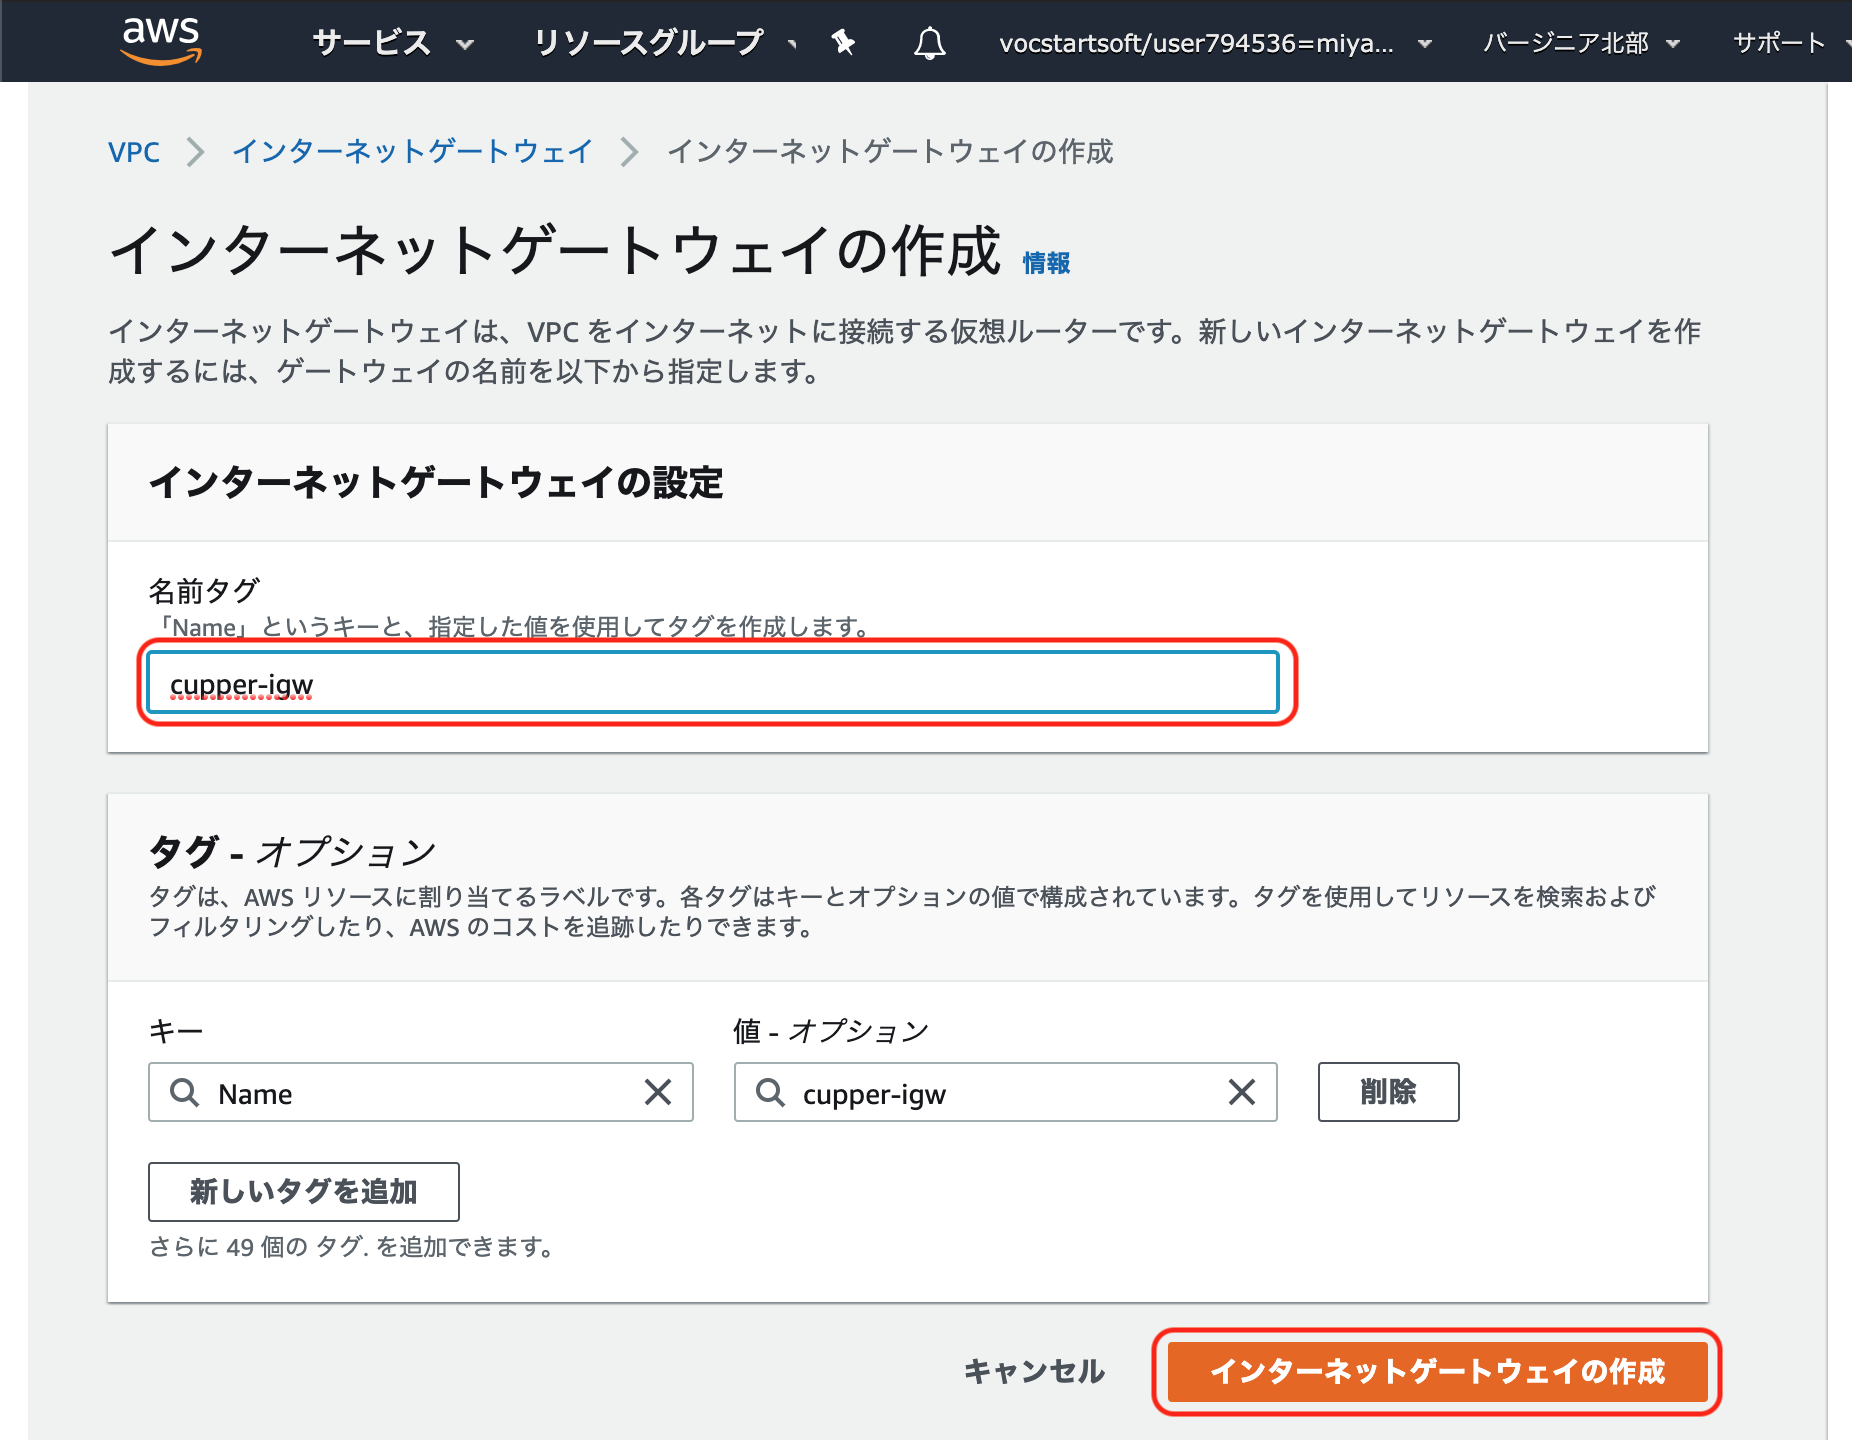 aws サービス リソースグループ vocstartsoft/user794536=miya... バージニア北部 サポート
VPC インターネットゲートウェイ インターネットゲートウェイの作成
インターネットゲートウェイの作成 情報
インターネットゲートウェイは、VPC をインターネットに接続する仮想ルーターです。新しいインターネットゲートウェイを作
成するには、ゲートウェイの名前を以下から指定します。
インターネットゲートウェイの設定
名前タグ
「Name」というキーと、指定した値を使用してタグを作成します。
cupper-igw
タグ - オプション
タグは、AWS リソースに割り当てるラベルです。各タグはキーとオプションの値で構成されています。タグを使用してリソースを検索および
フィルタリングしたり、AWS のコストを追跡したりできます。
キー 値 - オプション
Name cupper-igw 削除
新しいタグを追加
さらに 49 個の タグ. を追加できます。
キャンセル インターネットゲートウェイの作成